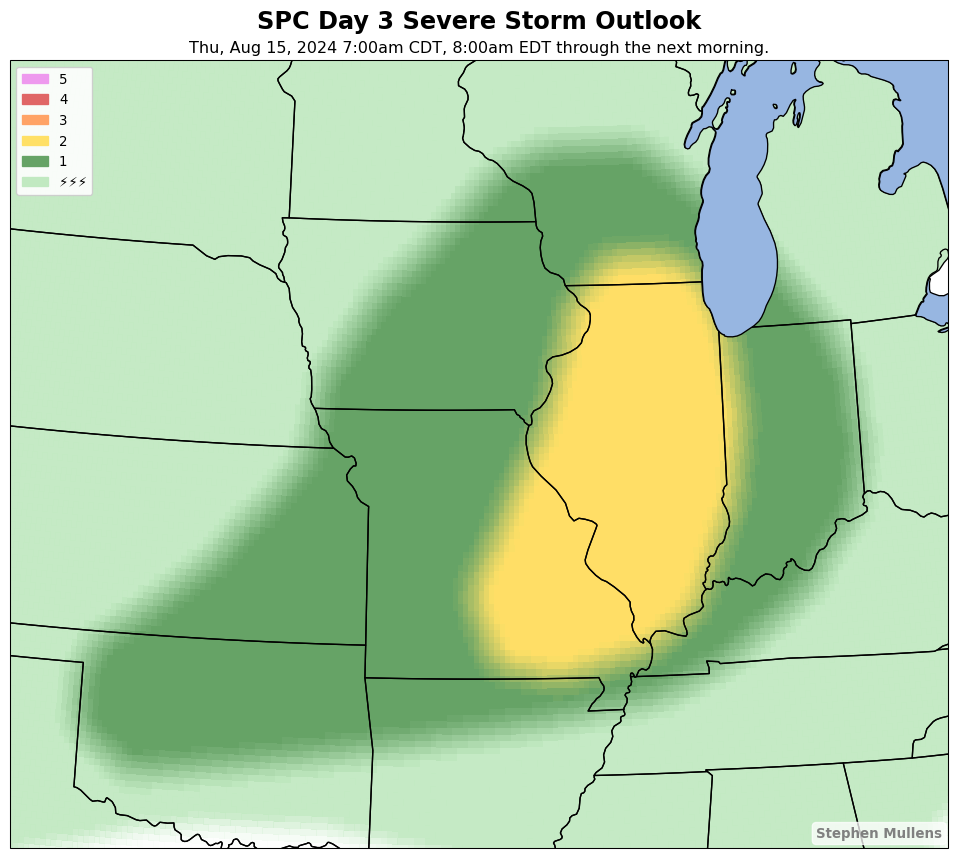 SPC Day 3 Severe Storm Outlook
Thu, Aug 15, 2024 7:00am CDT, 8:00am EDT through the next morning.
5
4
3
2
1
⚡⚡⚡
Stephen Mullens